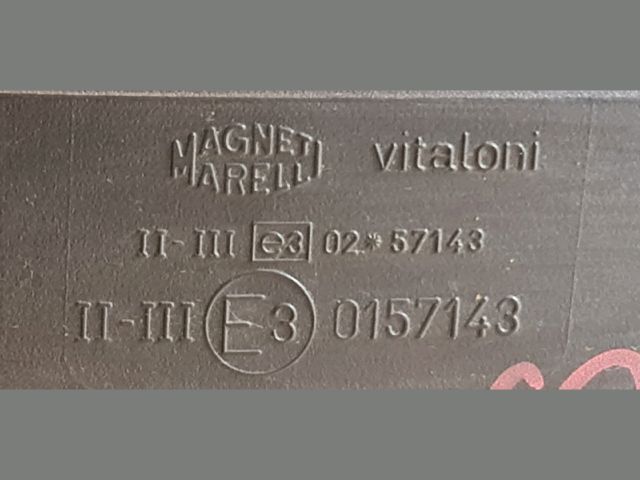 MAGNETI MARELLI vitaloni
II-III e3 02*57143
II-III E3 0157143